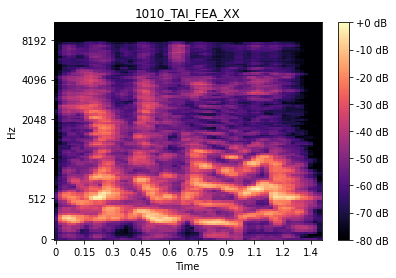 1010_TAI_FEA_XX
+0 dB
8192
-10 dB
4096
-20 dB
-30 dB
2048
Hz
-40 dB
1024
-50 dB
-60 dB
512
-70 dB
0
-80 dB
0 0.15 0.3 0.45 0.6 0.75 0.9 1.1 1.2 1.4
Time